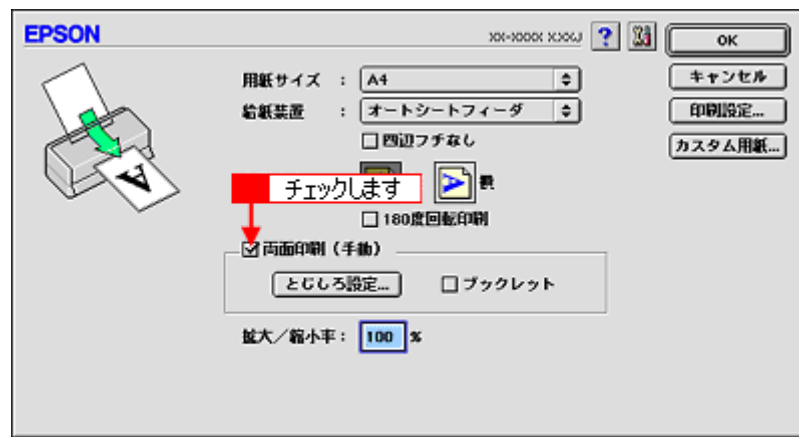 EPSON
XX-XXXX X.XXJ
OK
用紙サイズ : A4
キャンセル
給紙装置 : オートシートフィーダ
印刷設定...
四辺フチなし
カスタム用紙...
チェックします
180度回転印刷
両面印刷（手動）
とじしろ設定... ブックレット
拡大／縮小率： 100 %